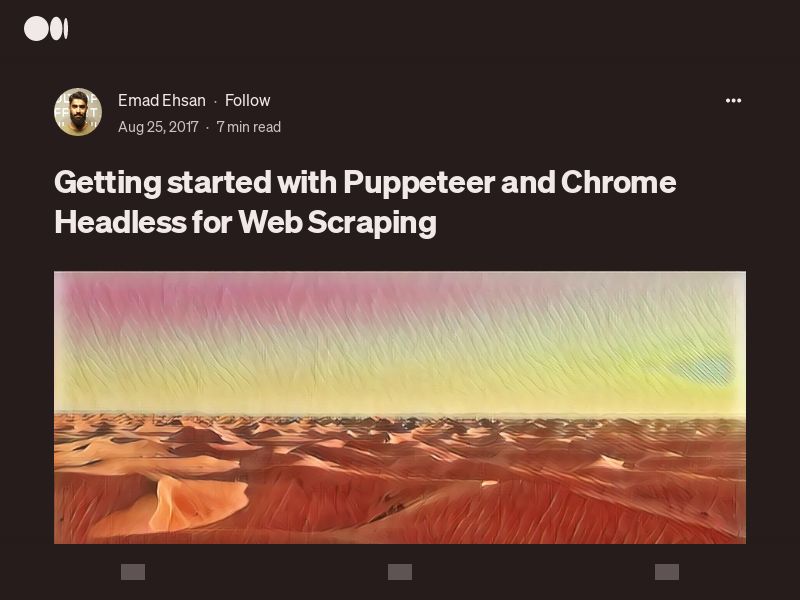 Emad Ehsan · Follow
Aug 25, 2017 · 7 min read
Getting started with Puppeteer and Chrome
Headless for Web Scraping